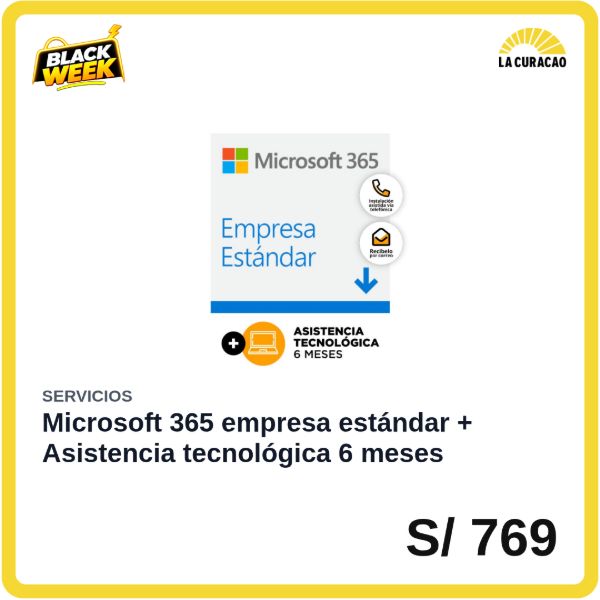 BLACK
WEEK
LA CURACAO
Microsoft 365
Instalación
asistida vía
telefónica
Empresa
Estándar
Recíbelo
por correo
+
ASISTENCIA
TECNOLÓGICA
6 MESES
SERVICIOS
Microsoft 365 empresa estándar +
Asistencia tecnológica 6 meses
S/ 769